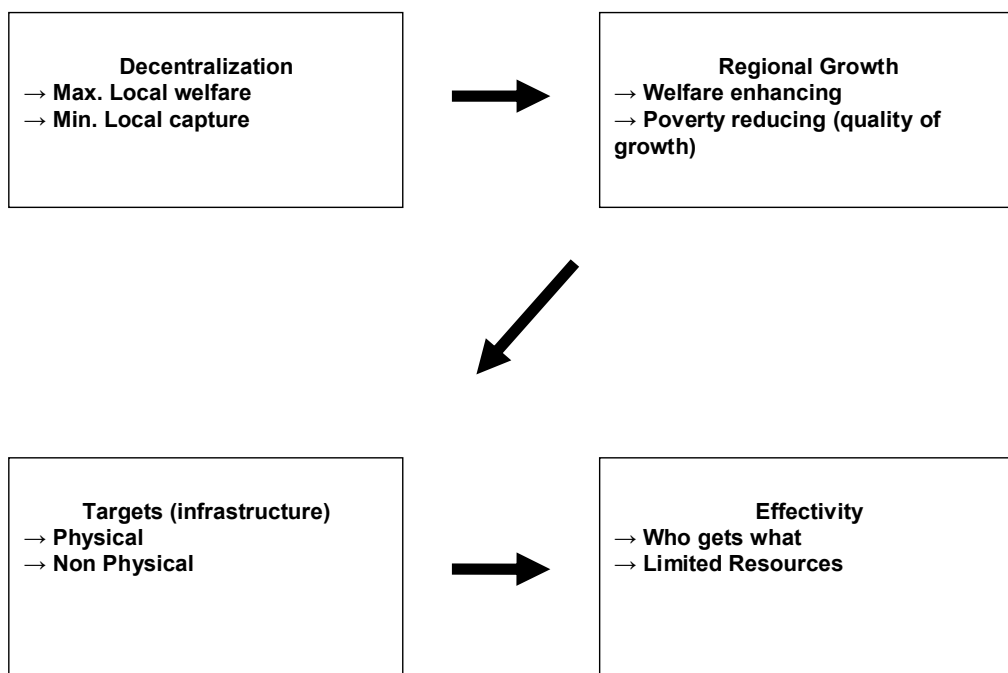 Decentralization
→ Max. Local welfare
→ Min. Local capture
Regional Growth
→ Welfare enhancing
→ Poverty reducing (quality of
growth)
Targets (infrastructure)
→ Physical
→ Non Physical
Effectivity
→ Who gets what
→ Limited Resources